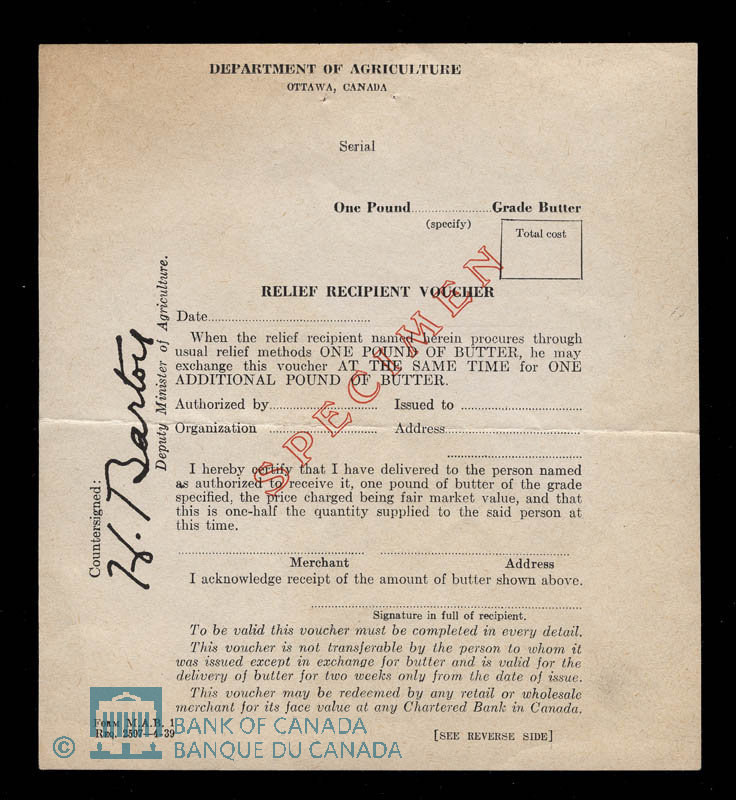 DEPARTMENT OF AGRICULTURE
OTTAWA, CANADA
Serial
One Pound....................Grade Butter
(specify)
Total cost
RELIEF RECIPIENT VOUCHER
Date........................................
When the relief recipient named herein procures through
usual relief methods ONE POUND OF BUTTER, he may
exchange this voucher AT THE SAME TIME for ONE
ADDITIONAL POUND OF BUTTER.
Authorized by........................... Issued to ..............................
Organization ........................... Address..................................
..................................
I hereby certify that I have delivered to the person named
as authorized to receive it, one pound of butter of the grade
specified, the price charged being fair market value, and that
this is one-half the quantity supplied to the said person at
this time.
Merchant Address
I acknowledge receipt of the amount of butter shown above.
Signature in full of recipient.
To be valid this voucher must be completed in every detail.
This voucher is not transferable by the person to whom it
was issued except in exchange for butter and is valid for the
delivery of butter for two weeks only from the date of issue.
This voucher may be redeemed by any retail or wholesale
merchant for its face value at any Chartered Bank in Canada.
[SEE REVERSE SIDE]
Form M.A.B. 1
Req. 2597—4-39
Countersigned:
H. Barton
Deputy Minister of Agriculture.
SPECIMEN
© BANK OF CANADA
BANQUE DU CANADA